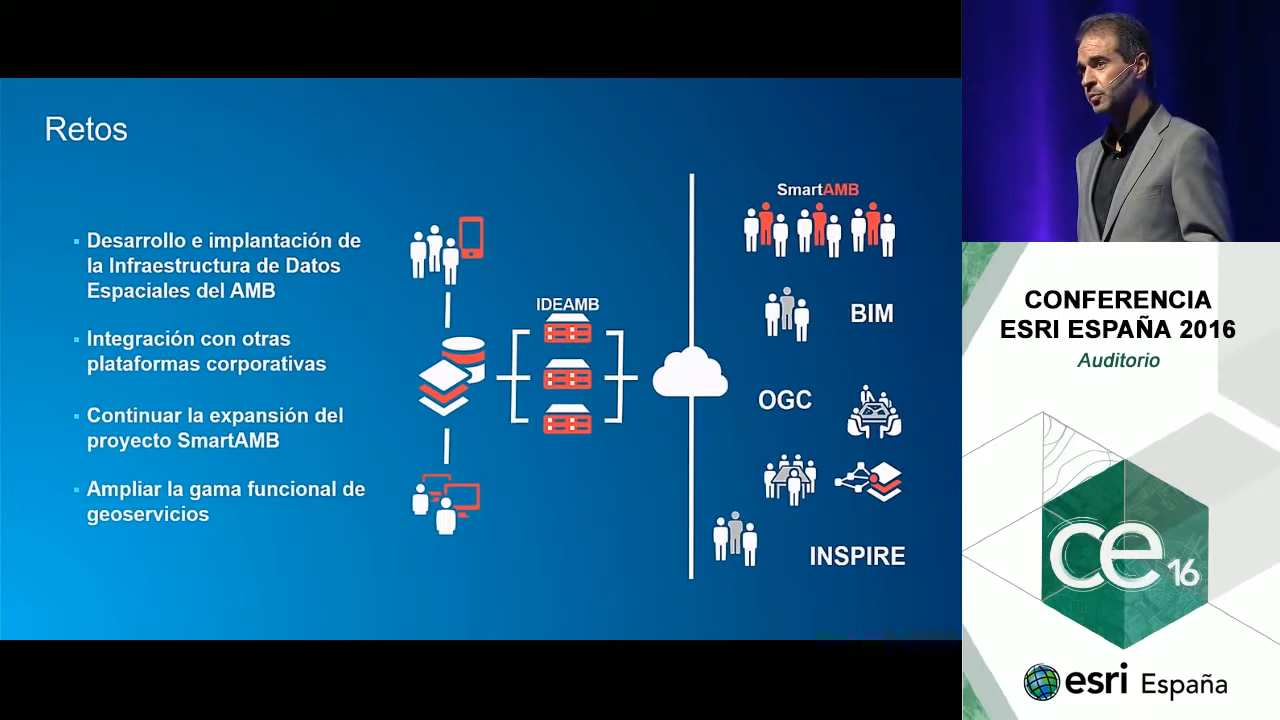 Retos
Desarrollo e implantación de
la Infraestructura de Datos
Espaciales del AMB
Integración con otras
plataformas corporativas
Continuar la expansión del
proyecto SmartAMB
Ampliar la gama funcional de
geoservicios
IDEAMB
SmartAMB
BIM
OGC
INSPIRE
CONFERENCIA
ESRI ESPAÑA 2016
Auditorio
ce16
esri España